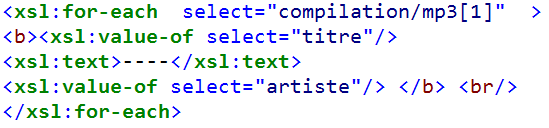 <xsl:for-each  select="compilation/mp3[1]"  >
<b><xsl:value-of select="titre"/>
<xsl:text>----</xsl:text>
<xsl:value-of select="artiste"/> </b> <br/>
</xsl:for-each>